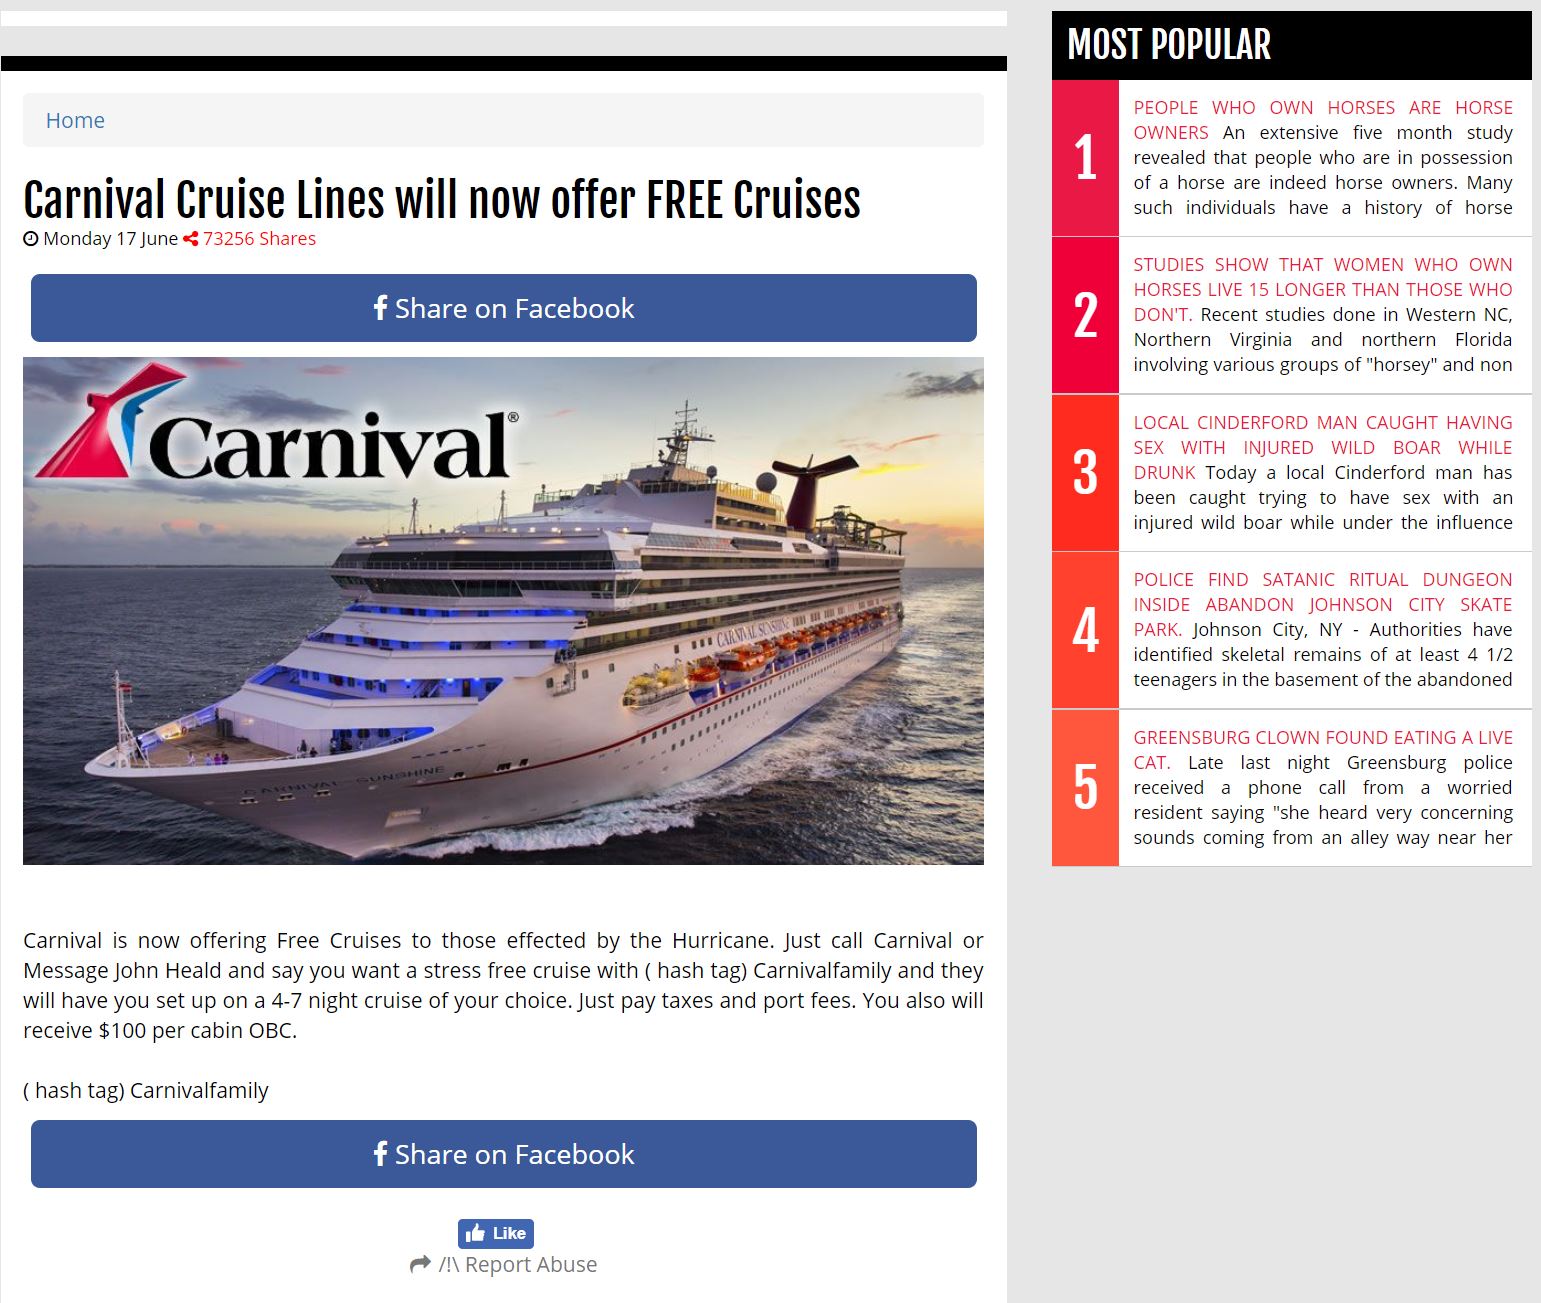 Home
Carnival Cruise Lines will now offer FREE Cruises
Monday 17 June 73256 Shares
Share on Facebook
Carnival®
CARNIVAL SUNSHINE
CARNIVAL SUNSHINE
Carnival is now offering Free Cruises to those effected by the Hurricane. Just call Carnival or
Message John Heald and say you want a stress free cruise with ( hash tag) Carnivalfamily and they
will have you set up on a 4-7 night cruise of your choice. Just pay taxes and port fees. You also will
receive $100 per cabin OBC.
( hash tag) Carnivalfamily
Share on Facebook
Like
/!\ Report Abuse
MOST POPULAR
1
PEOPLE WHO OWN HORSES ARE HORSE
OWNERS An extensive five month study
revealed that people who are in possession
of a horse are indeed horse owners. Many
such individuals have a history of horse
2
STUDIES SHOW THAT WOMEN WHO OWN
HORSES LIVE 15 LONGER THAN THOSE WHO
DON'T. Recent studies done in Western NC,
Northern Virginia and northern Florida
involving various groups of "horsey" and non
3
LOCAL CINDERFORD MAN CAUGHT HAVING
SEX WITH INJURED WILD BOAR WHILE
DRUNK Today a local Cinderford man has
been caught trying to have sex with an
injured wild boar while under the influence
4
POLICE FIND SATANIC RITUAL DUNGEON
INSIDE ABANDON JOHNSON CITY SKATE
PARK. Johnson City, NY - Authorities have
identified skeletal remains of at least 4 1/2
teenagers in the basement of the abandoned
5
GREENSBURG CLOWN FOUND EATING A LIVE
CAT. Late last night Greensburg police
received a phone call from a worried
resident saying "she heard very concerning
sounds coming from an alley way near her